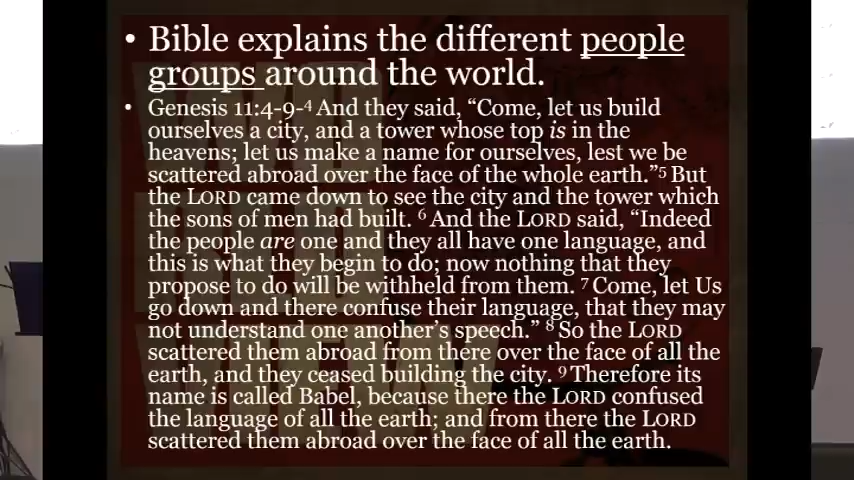 • Bible explains the different people
groups around the world.
• Genesis 11:4-9-4 And they said, “Come, let us build
ourselves a city, and a tower whose top is in the
heavens; let us make a name for ourselves, lest we be
scattered abroad over the face of the whole earth.”5 But
the LORD came down to see the city and the tower which
the sons of men had built. 6 And the LORD said, “Indeed
the people are one and they all have one language, and
this is what they begin to do; now nothing that they
propose to do will be withheld from them. 7 Come, let Us
go down and there confuse their language, that they may
not understand one another’s speech.” 8 So the LORD
scattered them abroad from there over the face of all the
earth, and they ceased building the city. 9 Therefore its
name is called Babel, because there the LORD confused
the language of all the earth; and from there the LORD
scattered them abroad over the face of all the earth.